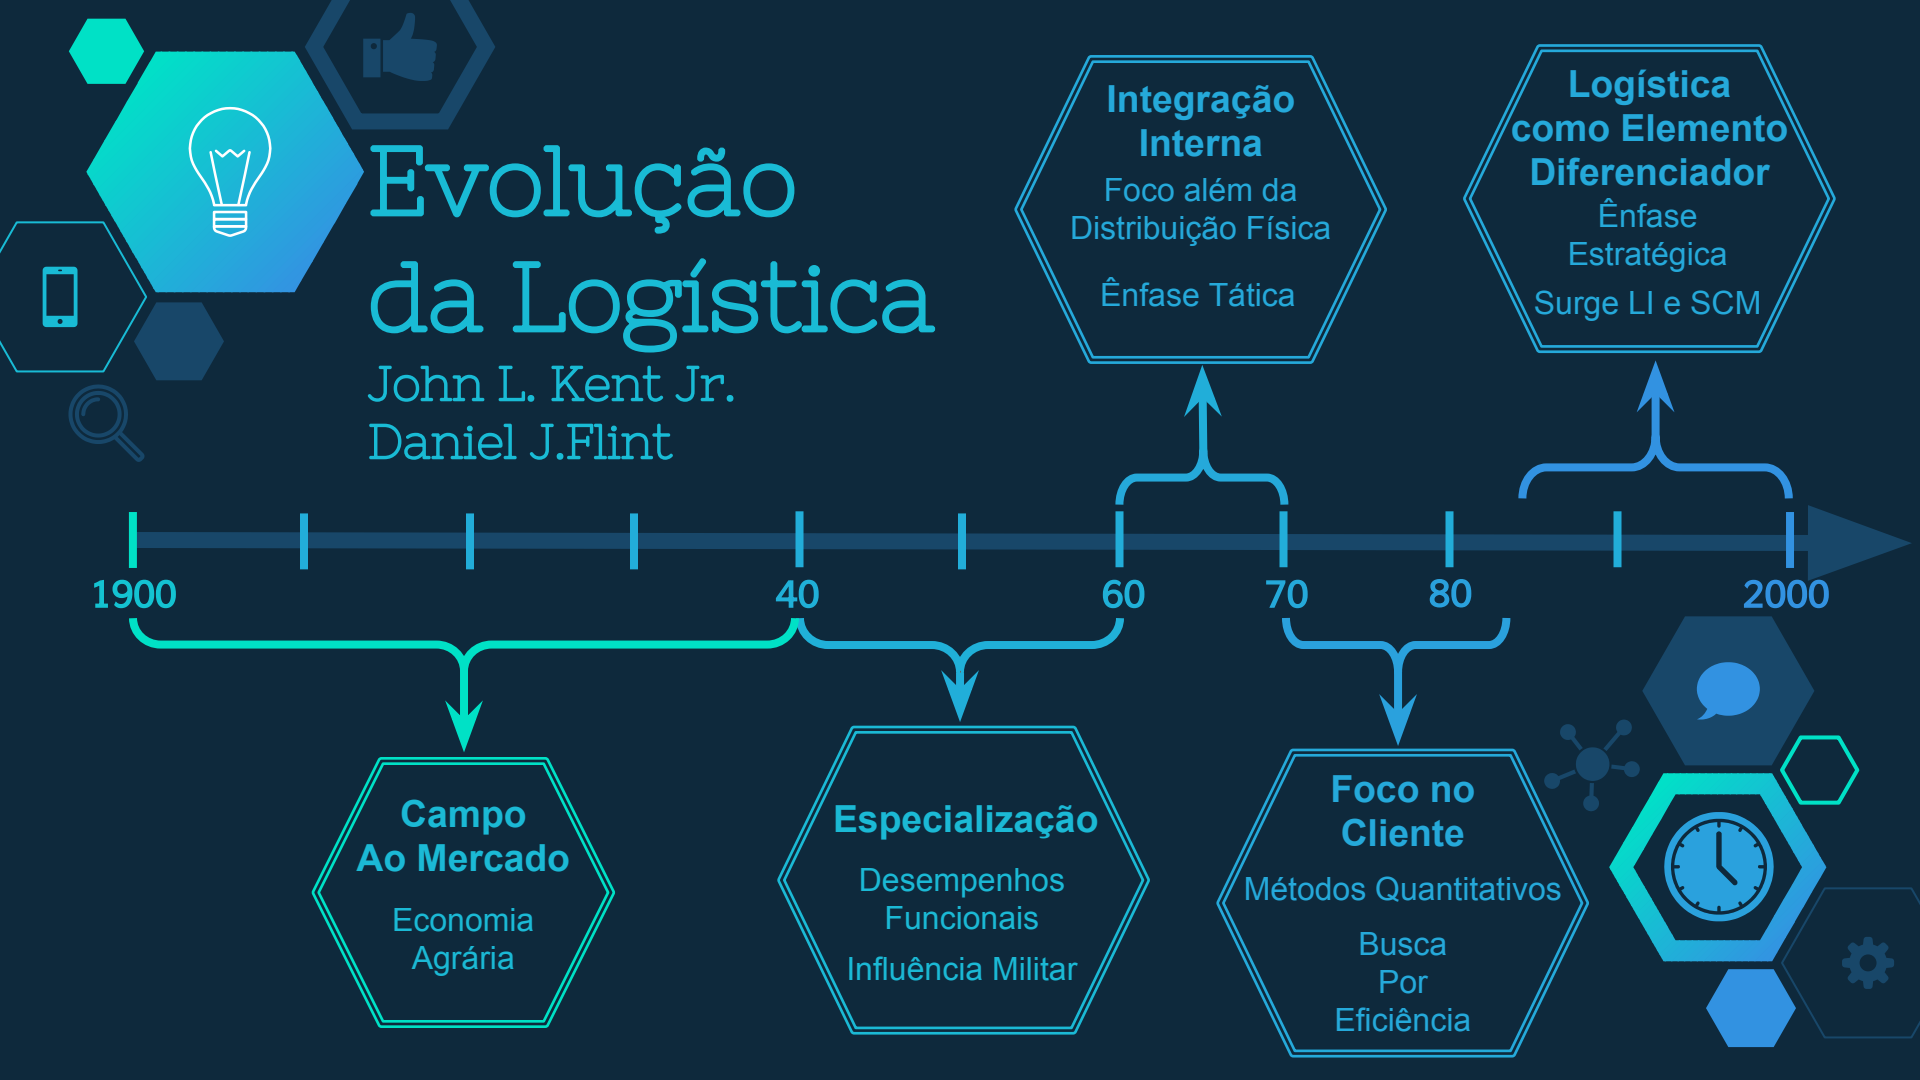 Evolução
da Logística
John L. Kent Jr.
Daniel J.Flint
Integração
Interna
Foco além da
Distribuição Física
Ênfase Tática
Logística
como Elemento
Diferenciador
Ênfase
Estratégica
Surge LI e SCM
1900
40
60
70
80
2000
Campo
Ao Mercado
Economia
Agrária
Especialização
Desempenhos
Funcionais
Influência Militar
Foco no
Cliente
Métodos Quantitativos
Busca
Por
Eficiência